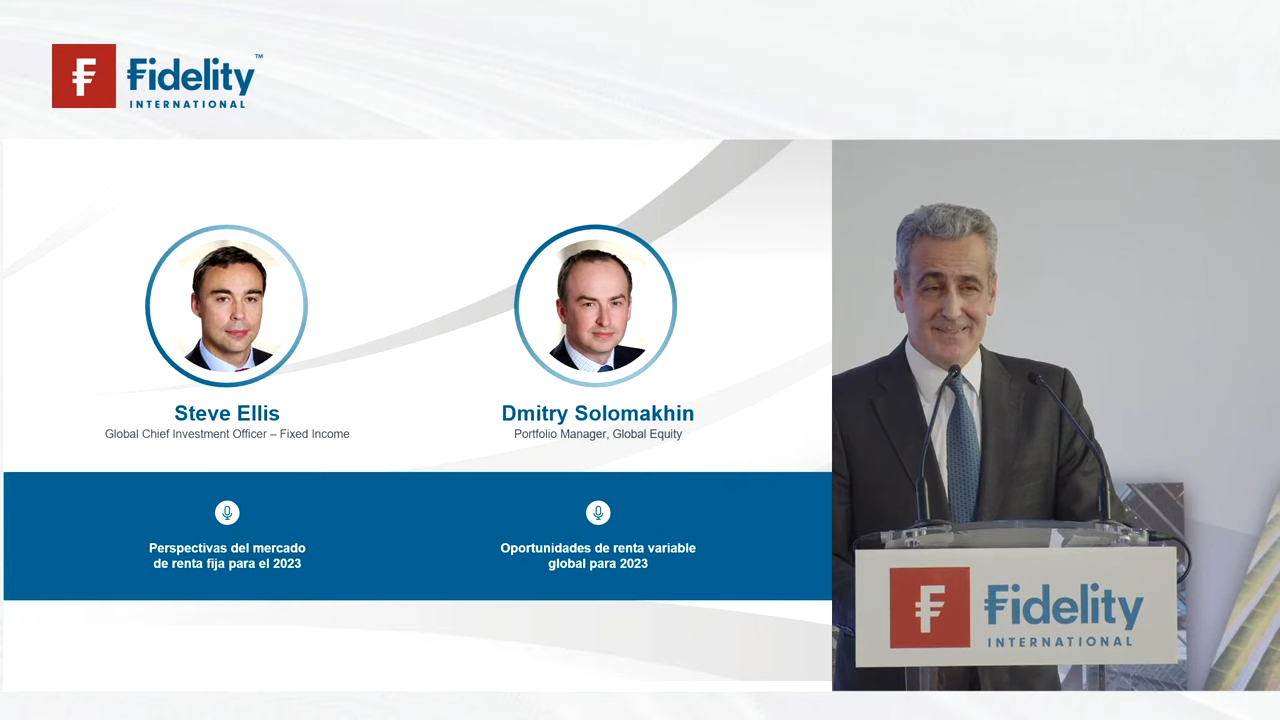 Fidelity™
INTERNATIONAL
Steve Ellis
Global Chief Investment Officer – Fixed Income
Dmitry Solomakhin
Portfolio Manager, Global Equity
Perspectivas del mercado
de renta fija para el 2023
Oportunidades de renta variable
global para 2023
Fidelity
INTERNATIONAL